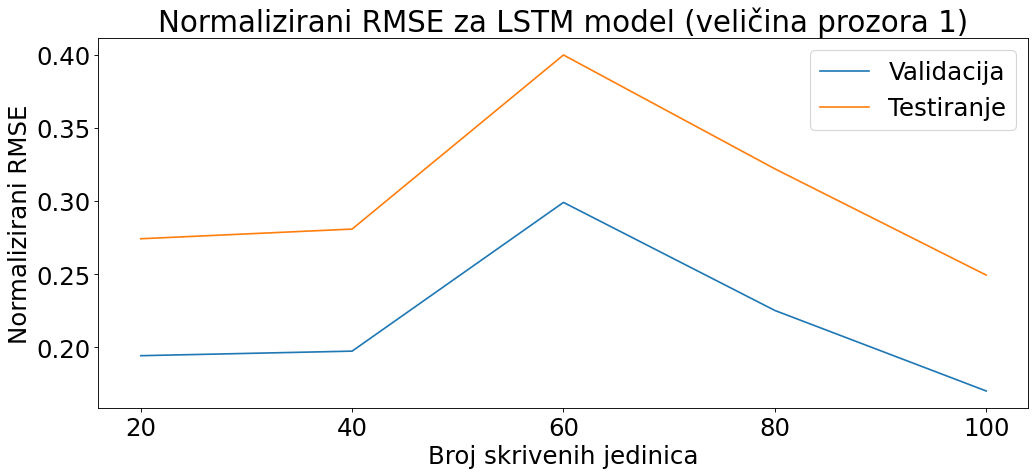 Normalizirani RMSE za LSTM model (veličina prozora 1)
Normalizirani RMSE
0.40
0.35
0.30
0.25
0.20
Validacija
Testiranje
20 40 60 80 100
Broj skrivenih jedinica